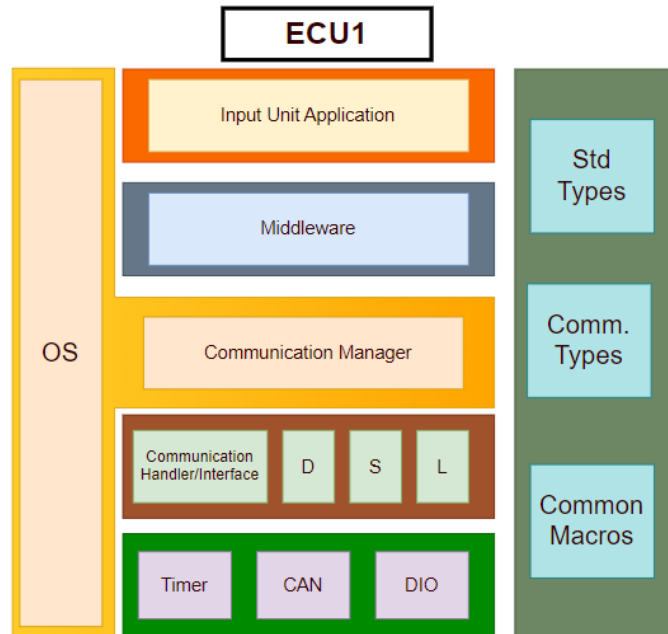 ECU1
OS
Input Unit Application
Middleware
Communication Manager
Communication
Handler/Interface
D
S
L
Timer
CAN
DIO
Std
Types
Comm.
Types
Common
Macros